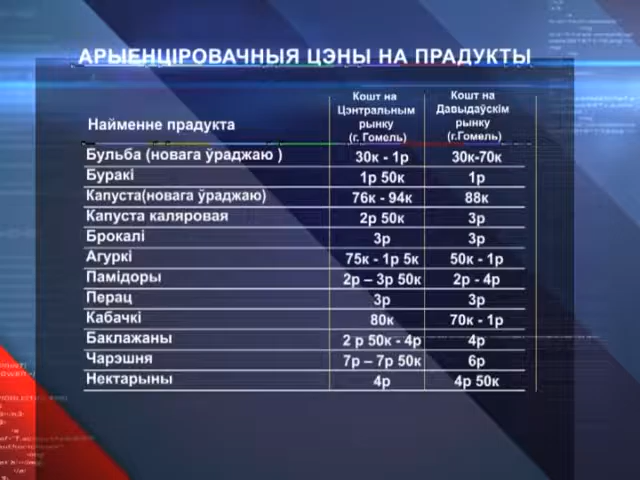 АРЫЕНЦІРОВАЧНЫЯ ЦЭНЫ НА ПРАДУКТЫ
Найменне прадукта
Кошт на
Цэнтральным
рынку
(г. Гомель)
Кошт на
Давыдаўскім
рынку
(г.Гомель)
Бульба (новага ўраджаю ) 30к - 1р 30к-70к
Буракі 1р 50к 1р
Капуста(новага ўраджаю) 76к - 94к 88к
Капуста каляровая 2р 50к 3р
Брокалі 3р 3р
Агуркі 75к - 1р 5к 50к - 1р
Памідоры 2р – 3р 50к 2р - 4р
Перац 3р 3р
Кабачкі 80к 70к - 1р
Баклажаны 2 р 50к - 4р 4р
Чарэшня 7р – 7р 50к 6р
Нектарыны 4р 4р 50к